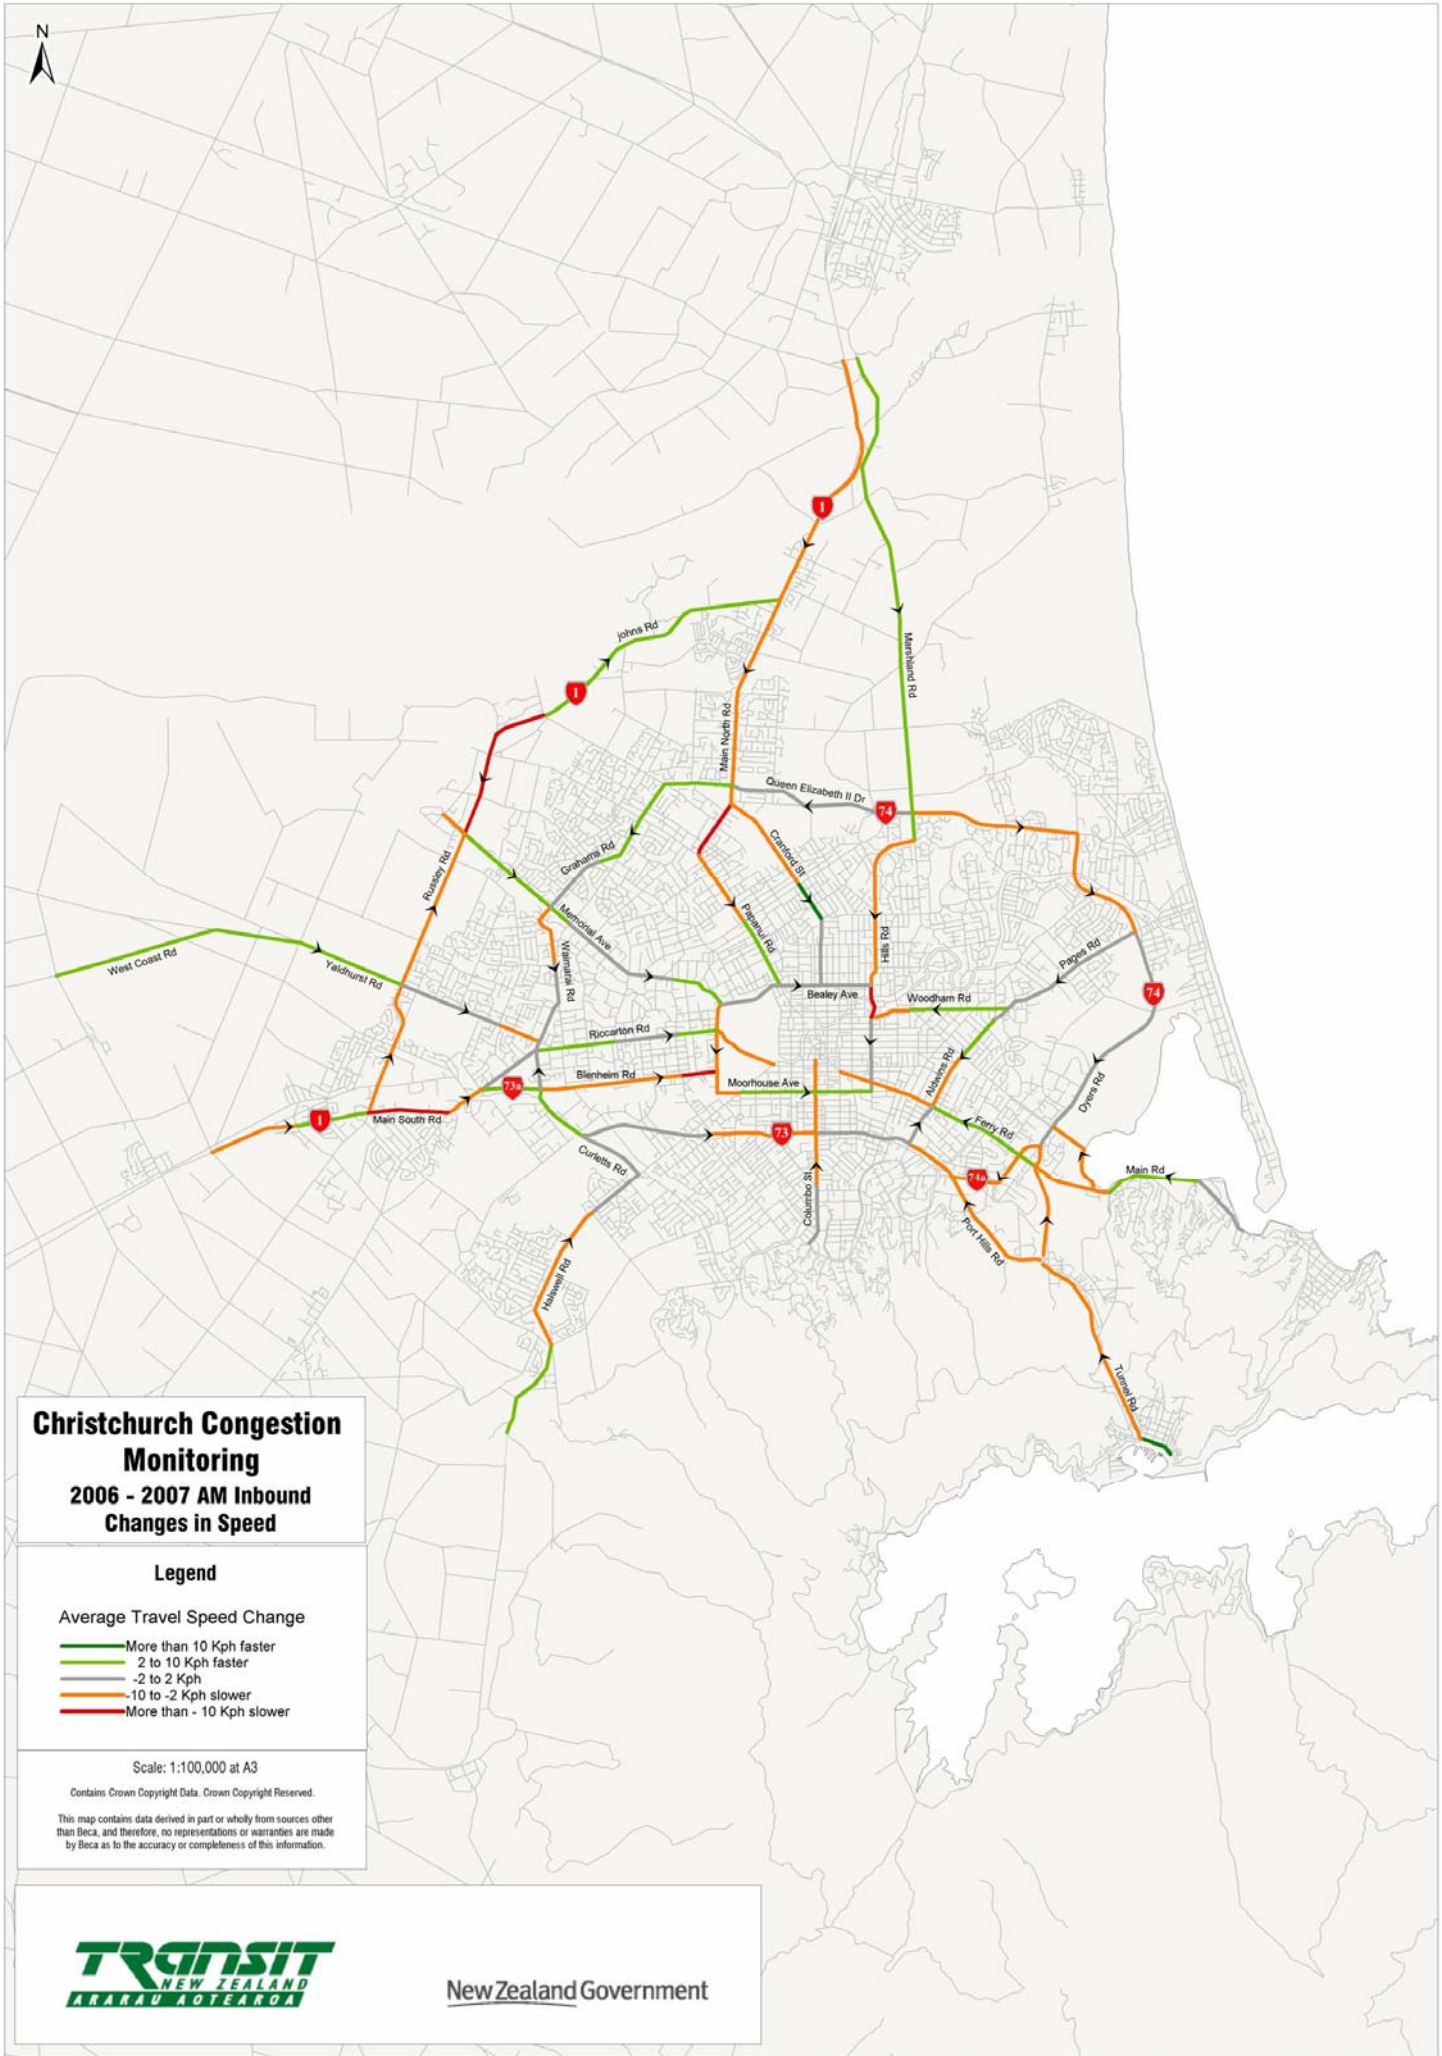 N
1
johns Rd
Marshland Rd
1
Main North Rd
Queen Elizabeth II Dr
74
Cranford St
Grahams Rd
Russley Rd
Memorial Ave
Papanui Rd
Hills Rd
Pages Rd
West Coast Rd
Yaldhurst Rd
Waimairi Rd
Bealey Ave
Woodham Rd
74
Riccarton Rd
Aldwins Rd
Blenheim Rd
Moorhouse Ave
73a
Dyers Rd
1
Main South Rd
Ferry Rd
73
Curletts Rd
Main Rd
74a
Columbo St
Port Hills Rd
Halswell Rd
Tunnel Rd
Christchurch Congestion
Monitoring
2006 - 2007 AM Inbound
Changes in Speed
Legend
Average Travel Speed Change
More than 10 Kph faster
2 to 10 Kph faster
-2 to 2 Kph
-10 to -2 Kph slower
More than - 10 Kph slower
Scale: 1:100,000 at A3
Contains Crown Copyright Data. Crown Copyright Reserved.
This map contains data derived in part or wholly from sources other
than Beca, and therefore, no representations or warranties are made
by Beca as to the accuracy or completeness of this information.
TRANSIT
NEW ZEALAND
ARARAU AOTEAROA
New Zealand Government